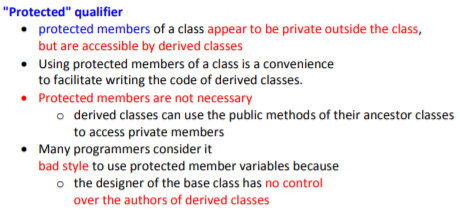 "Protected" qualifier
• protected members of a class appear to be private outside the class,
but are accessible by derived classes
• Using protected members of a class is a convenience
to facilitate writing the code of derived classes.
• Protected members are not necessary
o derived classes can use the public methods of their ancestor classes
to access private members
• Many programmers consider it
bad style to use protected member variables because
o the designer of the base class has no control
over the authors of derived classes